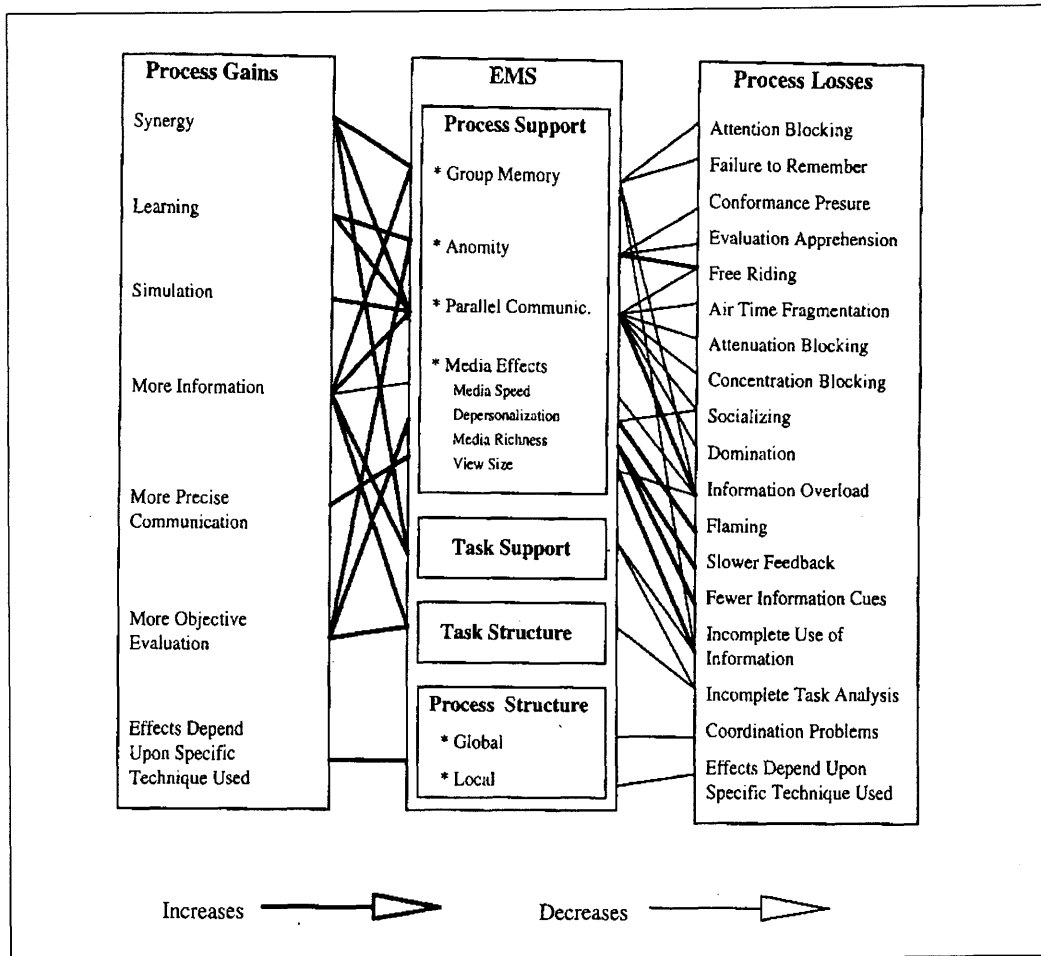 Process Gains
Synergy
Learning
Simulation
More Information
More Precise
Communication
More Objective
Evaluation
Effects Depend
Upon Specific
Technique Used
EMS
Process Support
* Group Memory
* Anomity
* Parallel Communic.
* Media Effects
Media Speed
Depersonalization
Media Richness
View Size
Task Support
Task Structure
Process Structure
* Global
* Local
Process Losses
Attention Blocking
Failure to Remember
Conformance Presure
Evaluation Apprehension
Free Riding
Air Time Fragmentation
Attenuation Blocking
Concentration Blocking
Socializing
Domination
Information Overload
Flaming
Slower Feedback
Fewer Information Cues
Incomplete Use of
Information
Incomplete Task Analysis
Coordination Problems
Effects Depend Upon
Specific Technique Used
Increases
Decreases